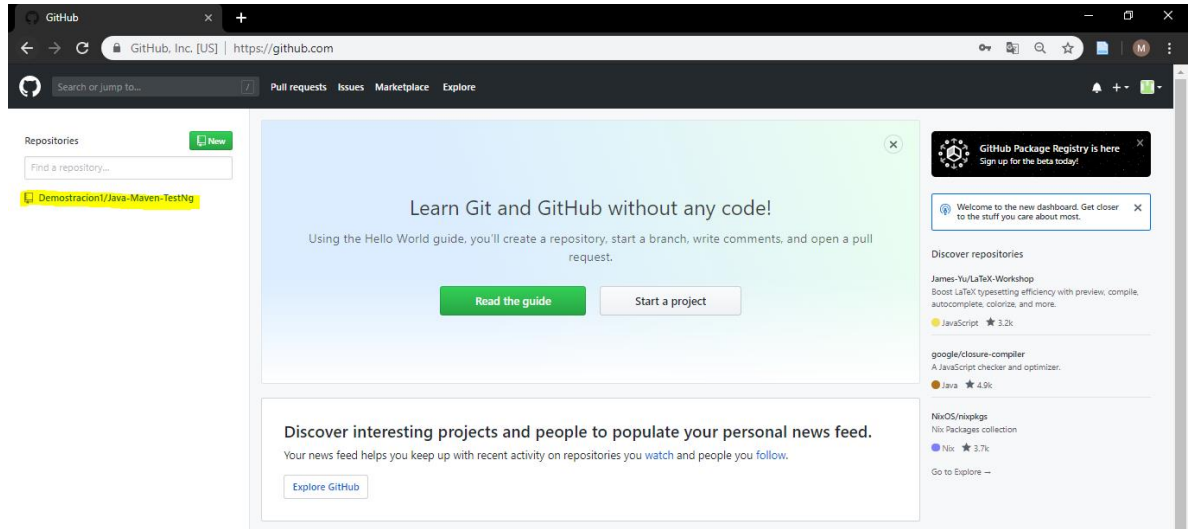 GitHub
GitHub, Inc. [US] | https://github.com
M
Search or jump to...
/
Pull requests Issues Marketplace Explore
Repositories
New
Find a repository...
Demostracion1/Java-Maven-TestNg
Learn Git and GitHub without any code!
Using the Hello World guide, you'll create a repository, start a branch, write comments, and open a pull
request.
Read the guide
Start a project
Discover interesting projects and people to populate your personal news feed.
Your news feed helps you keep up with recent activity on repositories you watch and people you follow.
Explore GitHub
GitHub Package Registry is here
Sign up for the beta today!
Welcome to the new dashboard. Get closer
to the stuff you care about most.
Discover repositories
James-Yu/LaTeX-Workshop
Boost LaTeX typesetting efficiency with preview, compile,
autocomplete, colorize, and more.
JavaScript ★ 3.2k
google/closure-compiler
A JavaScript checker and optimizer.
Java ★ 4.9k
NixOS/nixpkgs
Nix Packages collection
Nix ★ 3.7k
Go to Explore →